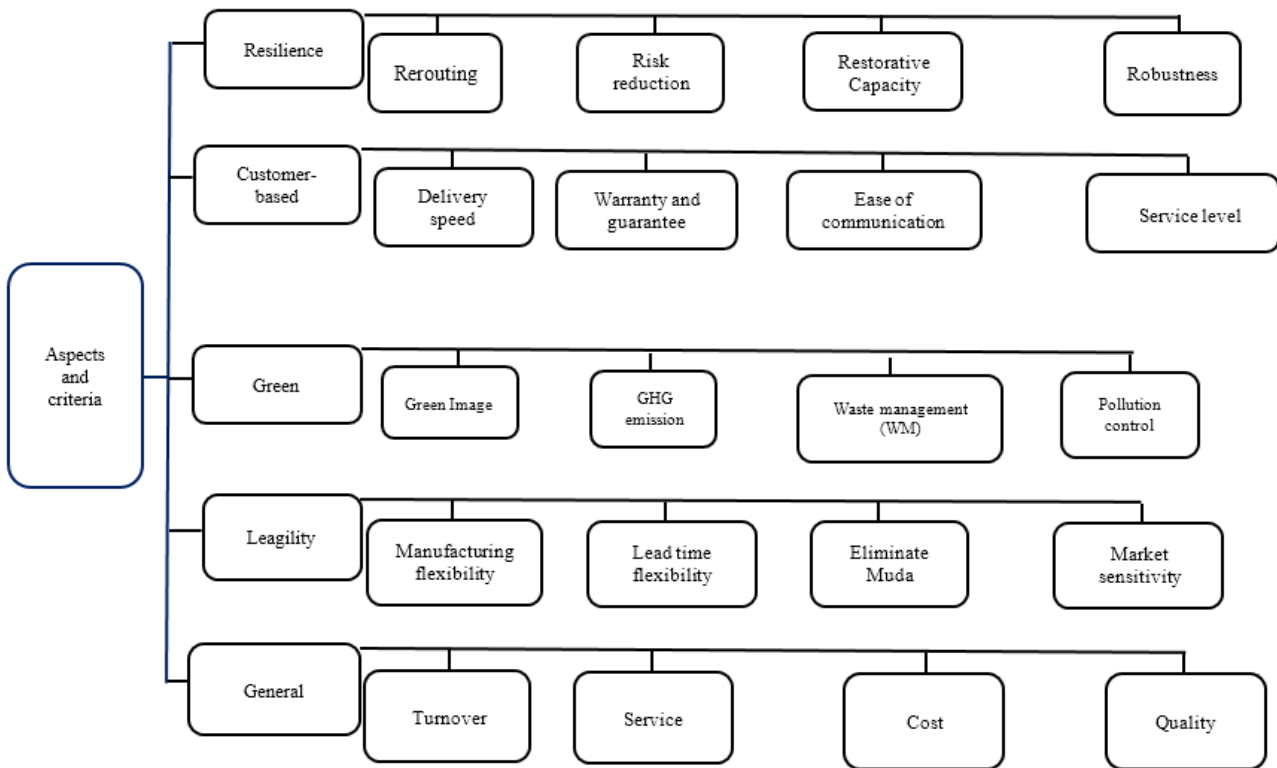 Resilience
Rerouting
Risk
reduction
Restorative
Capacity
Robustness
Customer-
based
Delivery
speed
Warranty and
guarantee
Ease of
communication
Service level
Aspects
and
criteria
Green
Green Image
GHG
emission
Waste management
(WM)
Pollution
control
Leagility
Manufacturing
flexibility
Lead time
flexibility
Eliminate
Muda
Market
sensitivity
General
Turnover
Service
Cost
Quality